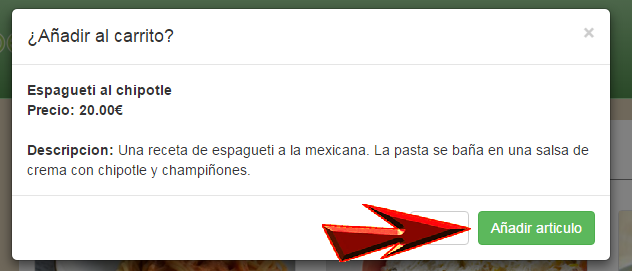 ¿Añadir al carrito?
×
Espagueti al chipotle
Precio: 20.00€
Descripcion: Una receta de espagueti a la mexicana. La pasta se baña en una salsa de
crema con chipotle y champiñones.
Añadir articulo